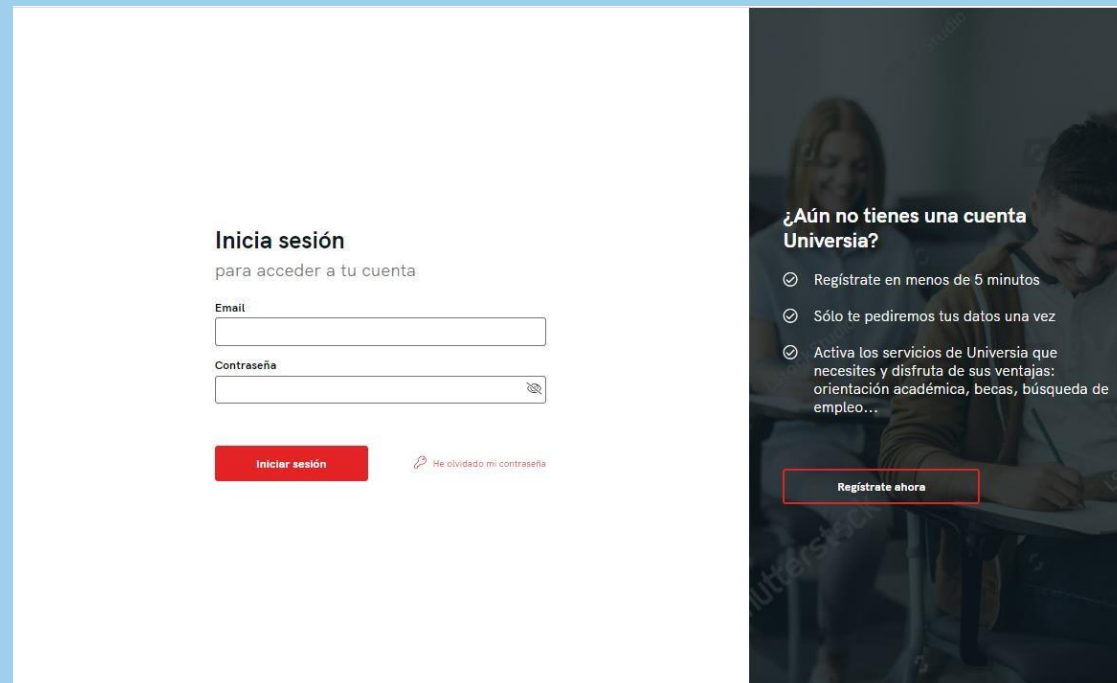 Inicia sesión
para acceder a tu cuenta
Email
Contraseña
Iniciar sesión
He olvidado mi contraseña
¿Aún no tienes una cuenta
Universia?
Regístrate en menos de 5 minutos
Sólo te pediremos tus datos una vez
Activa los servicios de Universia que
necesites y disfruta de sus ventajas:
orientación académica, becas, búsqueda de
empleo...
Regístrate ahora
shutterstock